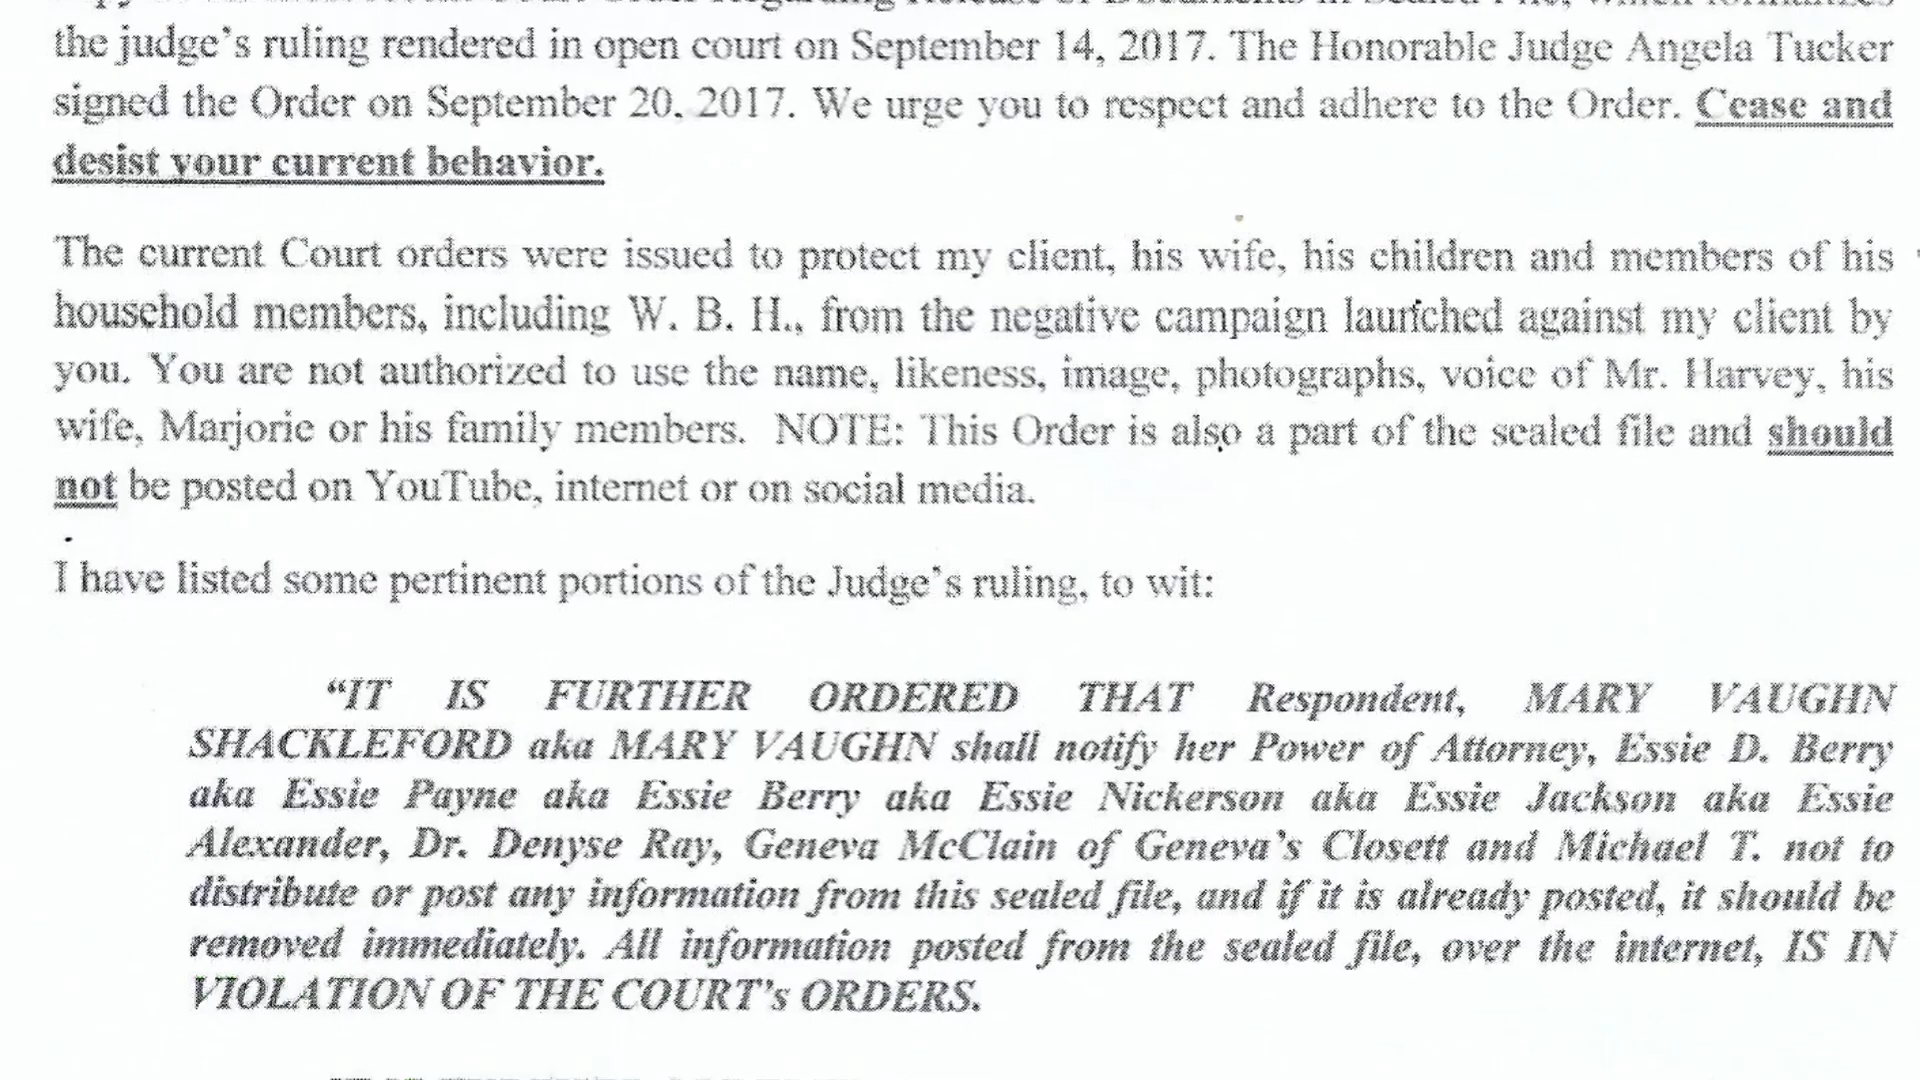 the judge's ruling rendered in open court on September 14, 2017. The Honorable Judge Angela Tucker
signed the Order on September 20, 2017. We urge you to respect and adhere to the Order. Cease and
desist your current behavior.
The current Court orders were issued to protect my client, his wife, his children and members of his
household members, including W. B. H., from the negative campaign launched against my client by
you. You are not authorized to use the name, likeness, image, photographs, voice of Mr. Harvey, his
wife, Marjorie or his family members. NOTE: This Order is also a part of the sealed file and should
not be posted on YouTube, internet or on social media.
I have listed some pertinent portions of the Judge's ruling, to wit:
"IT IS FURTHER ORDERED THAT Respondent, MARY VAUGHN
SHACKLEFORD aka MARY VAUGHN shall notify her Power of Attorney, Essie D. Berry
aka Essie Payne aka Essie Berry aka Essie Nickerson aka Essie Jackson aka Essie
Alexander, Dr. Denyse Ray, Geneva McClain of Geneva's Closett and Michael T. not to
distribute or post any information from this sealed file, and if it is already posted, it should be
removed immediately. All information posted from the sealed file, over the internet, IS IN
VIOLATION OF THE COURT's ORDERS.